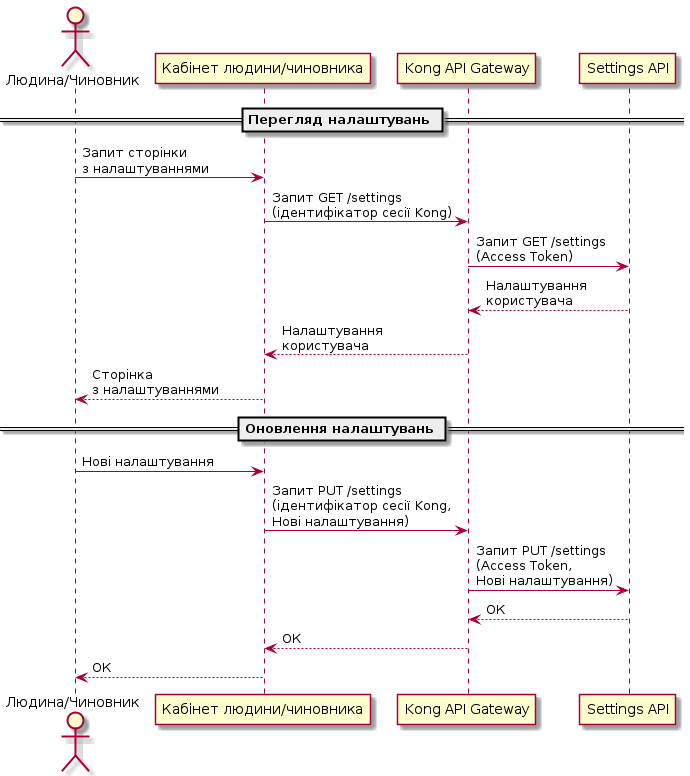 Людина/Чиновник
Кабінет людини/чиновника
Kong API Gateway
Settings API
Перегляд налаштувань
Запит сторінки
з налаштуваннями
Запит GET /settings
(ідентифікатор сесії Kong)
Запит GET /settings
(Access Token)
Налаштування
користувача
Налаштування
користувача
Сторінка
з налаштуваннями
Оновлення налаштувань
Нові налаштування
Запит PUT /settings
(ідентифікатор сесії Kong,
Нові налаштування)
Запит PUT /settings
(Access Token,
Нові налаштування)
ОК
ОК
ОК
Людина/Чиновник
Кабінет людини/чиновника
Kong API Gateway
Settings API